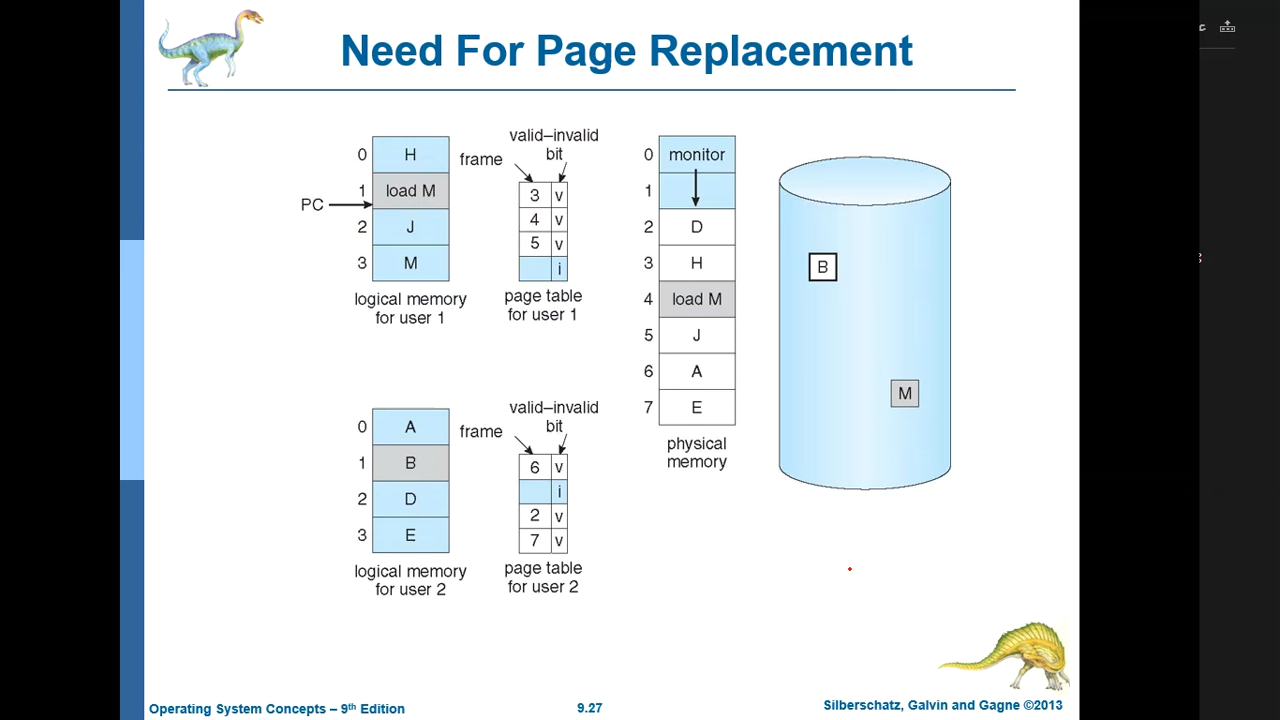 Need For Page Replacement
0 H
1 load M
PC
2 J
3 M
logical memory
for user 1
valid–invalid
bit
frame
3 v
4 v
5 v
i
page table
for user 1
0 monitor
1
2 D
3 H
4 load M
5 J
6 A
7 E
physical
memory
B
M
0 A
1 B
2 D
3 E
logical memory
for user 2
valid–invalid
bit
frame
6 v
i
2 v
7 v
page table
for user 2
Operating System Concepts – 9th Edition
9.27
Silberschatz, Galvin and Gagne ©2013